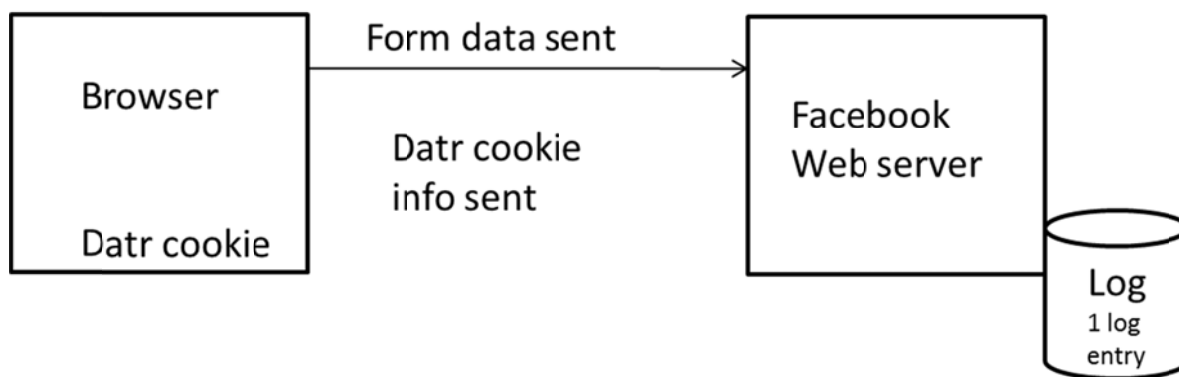 Form data sent
Browser
Facebook
Web server
Datr cookie
info sent
Datr cookie
Log
1 log
entry